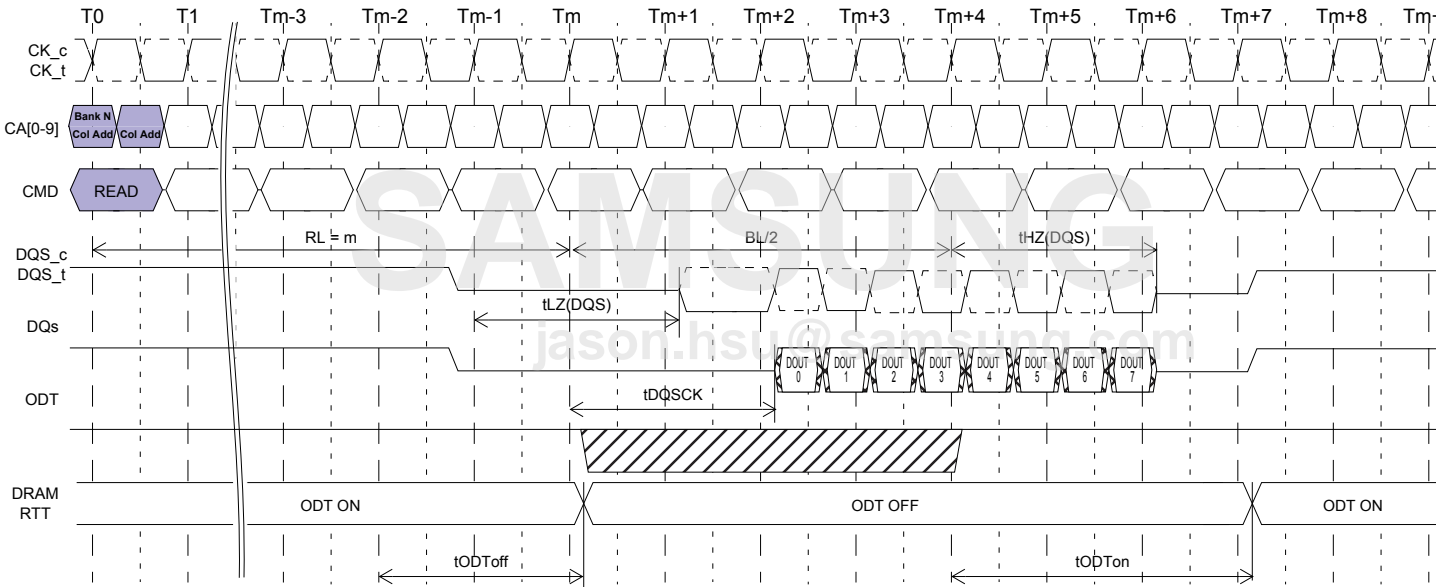 T0 T1 Tm-3 Tm-2 Tm-1 Tm Tm+1 Tm+2 Tm+3 Tm+4 Tm+5 Tm+6 Tm+7 Tm+8 Tm-
CK_c
CK_t
Bank N
Col Add
Col Add
CA[0-9]
CMD
READ
SAMSUNG
RL = m
BL/2
tHZ(DQS)
DQS_c
DQS_t
tLZ(DQS)
DQs
jason.hsu@samsung.com
DOUT
0
DOUT
1
DOUT
2
DOUT
3
DOUT
4
DOUT
5
DOUT
6
DOUT
7
tDQSCK
ODT
DRAM
RTT
ODT ON
ODT OFF
ODT ON
tODToff
tODTon